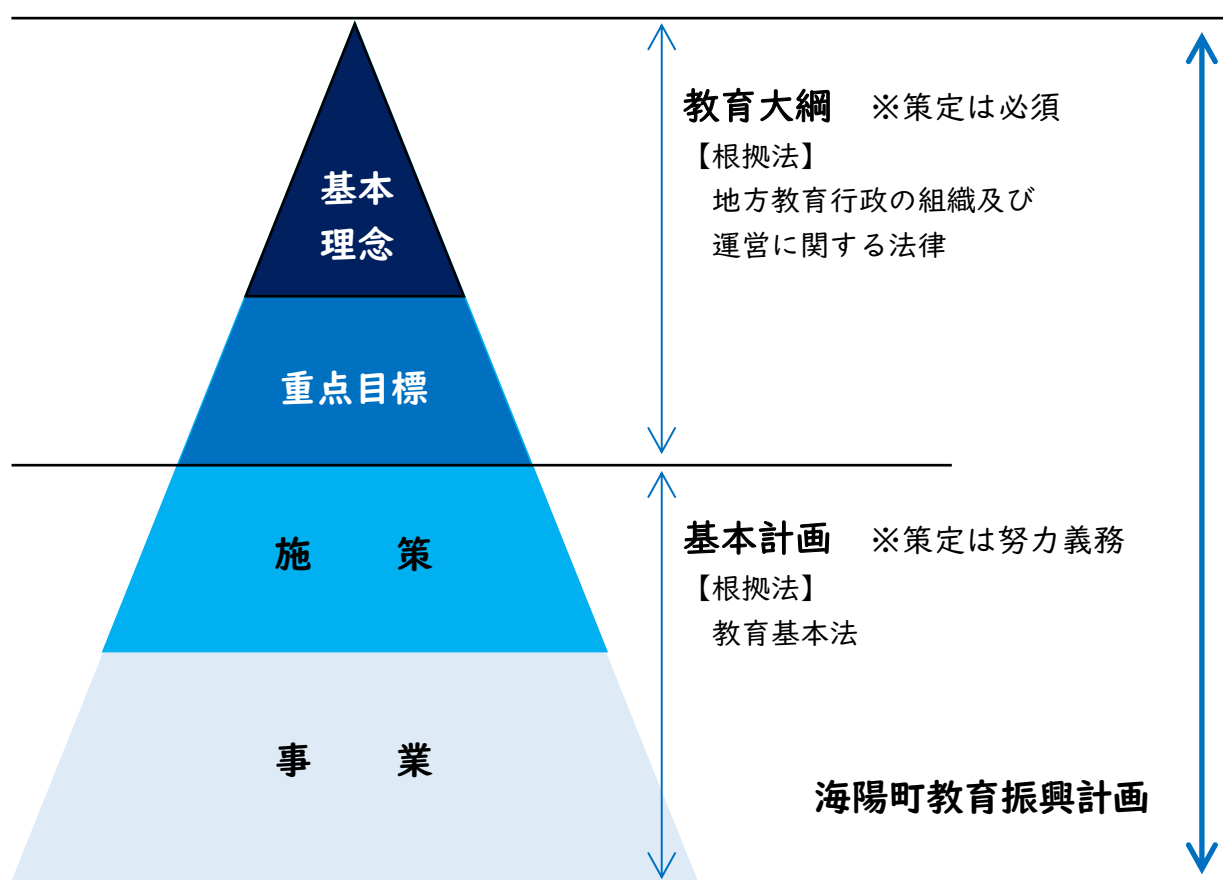 基本
理念
重点目標
施　策
事　業
教育大綱　※策定は必須
【根拠法】
地方教育行政の組織及び
運営に関する法律
基本計画　※策定は努力義務
【根拠法】
教育基本法
海陽町教育振興計画